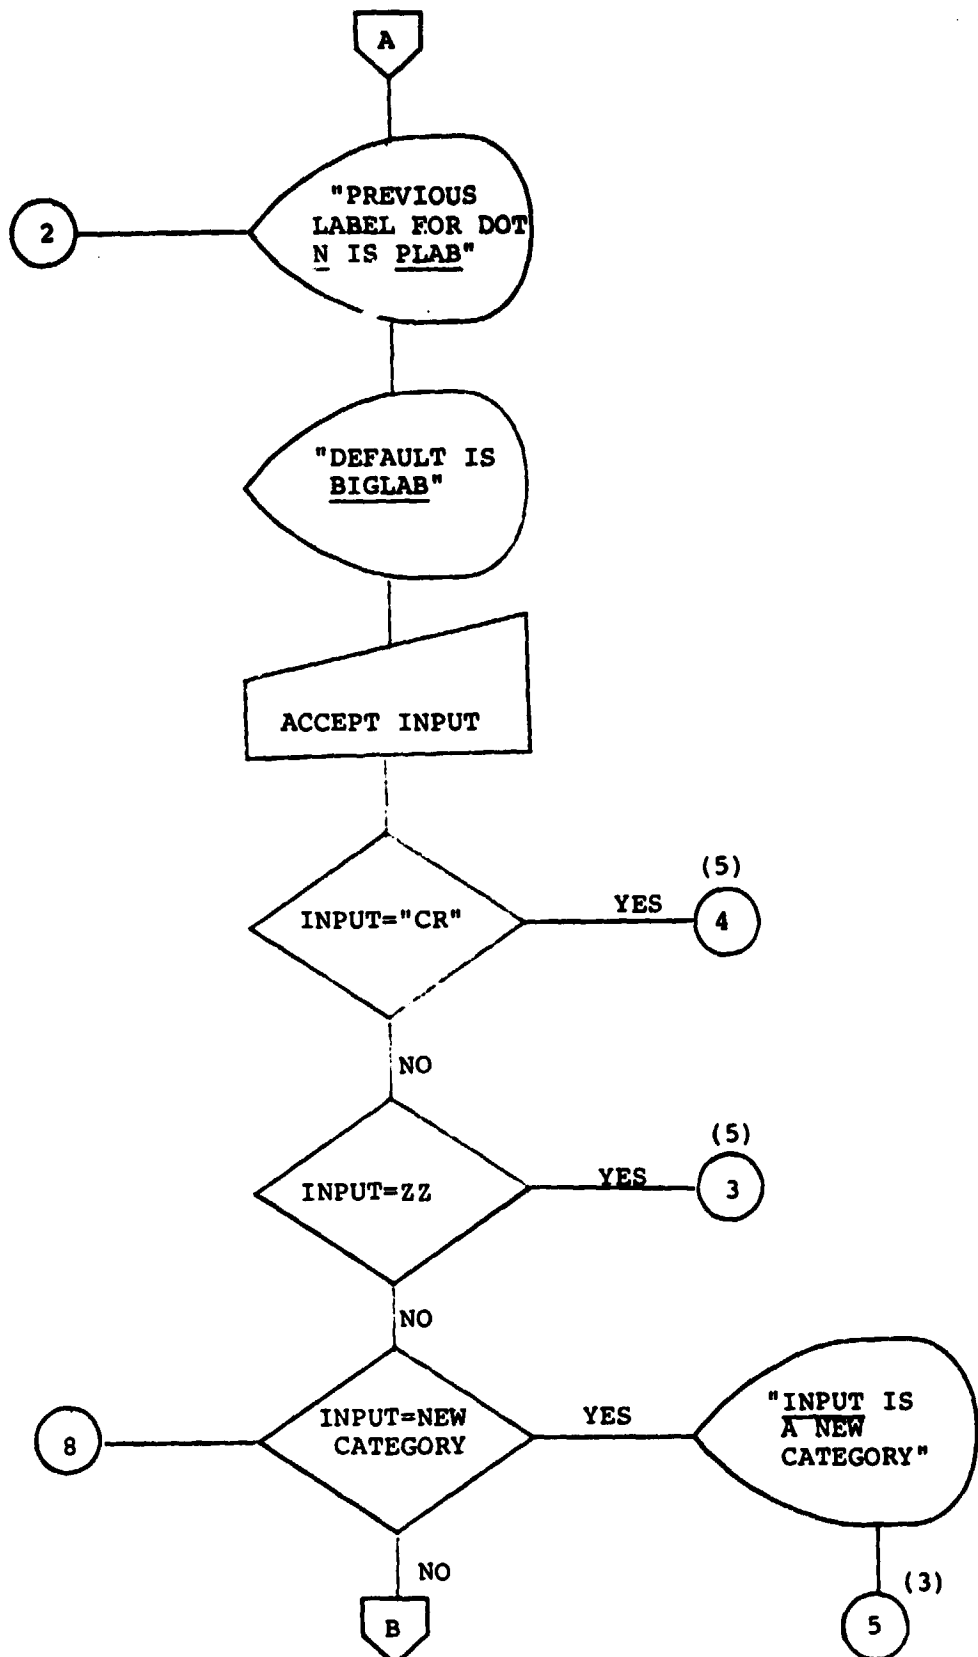 A
"PREVIOUS
LABEL FOR DOT
N IS PLAB"
2
"DEFAULT IS
BIGLAB"
ACCEPT INPUT
INPUT="CR"
YES
(5)
4
NO
INPUT=ZZ
YES
(5)
3
NO
8
INPUT=NEW
CATEGORY
YES
"INPUT IS
A NEW
CATEGORY"
NO
B
(3)
5